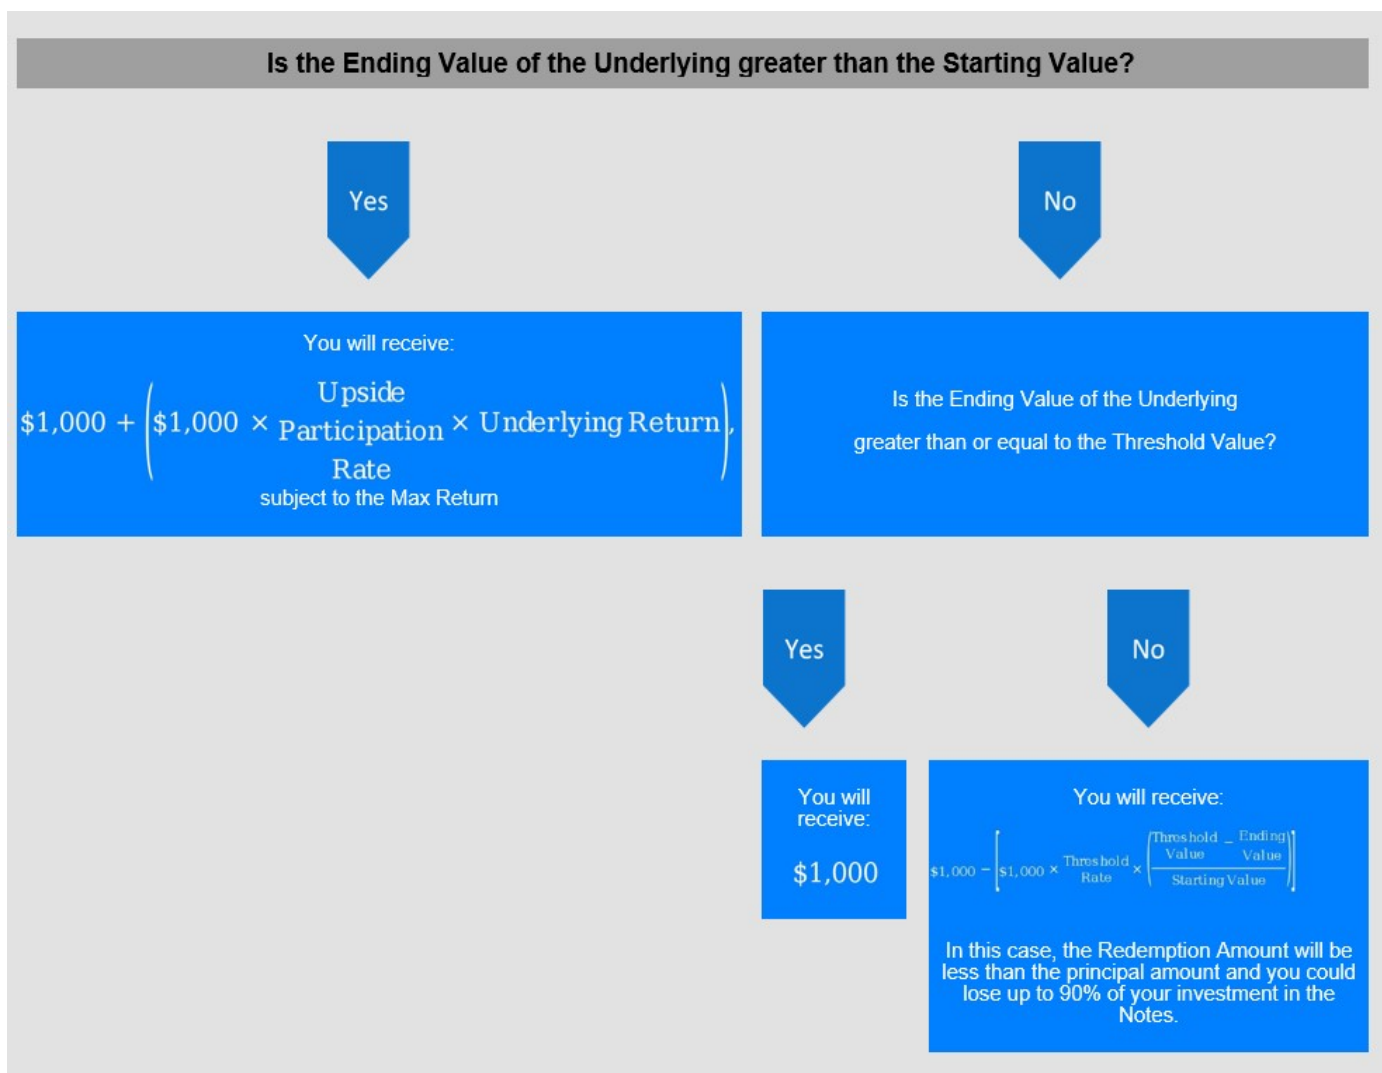 Is the Ending Value of the Underlying greater than the Starting Value?
Yes
No
You will receive:
$1,000 + ($1,000 × Upside Participation Rate × Underlying Return),
subject to the Max Return
Is the Ending Value of the Underlying
greater than or equal to the Threshold Value?
Yes
No
You will
receive:
$1,000
You will receive:
$1,000 − [$1,000 × Threshold Rate × ((Threshold Value − Ending Value) / Starting Value)]
In this case, the Redemption Amount will be
less than the principal amount and you could
lose up to 90% of your investment in the
Notes.